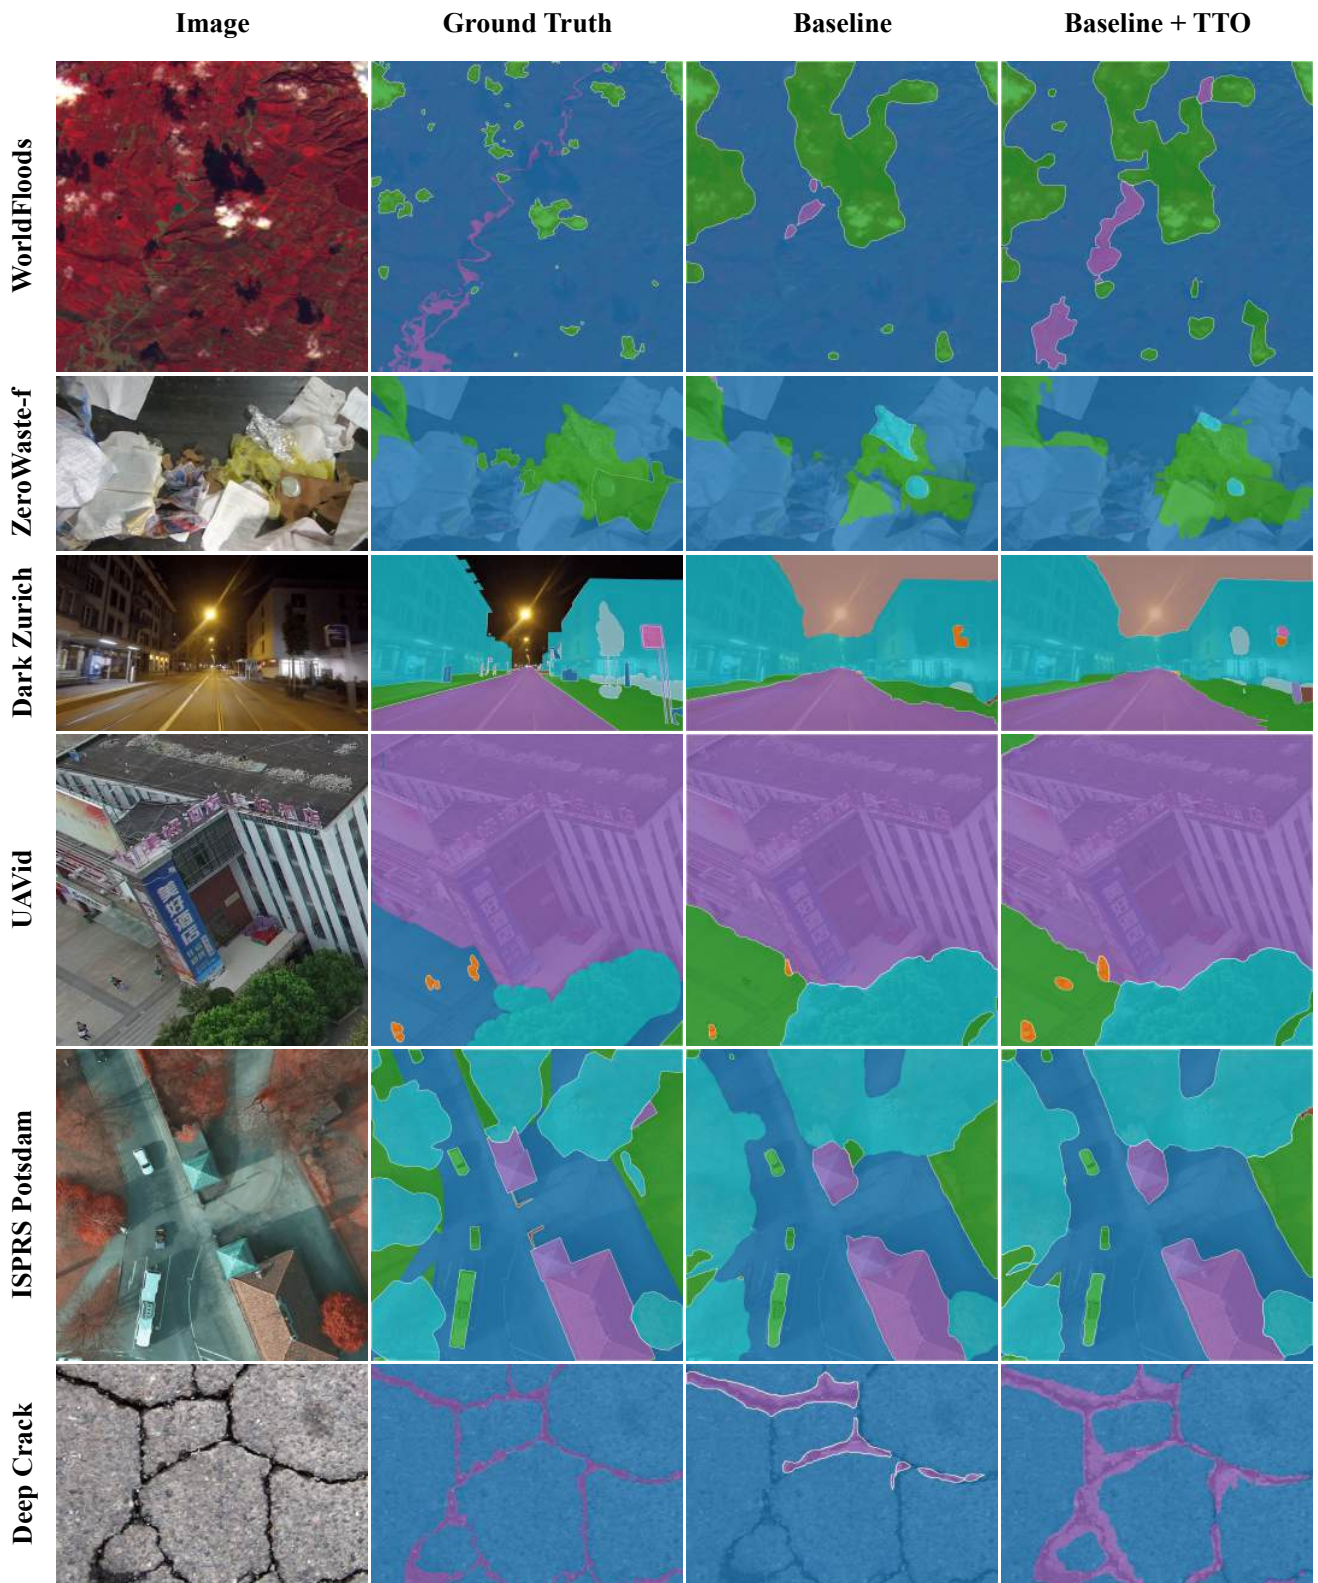 Image Ground Truth Baseline Baseline + TTO
WorldFloods
ZeroWaste-f
Dark Zurich
UAVid
ISPRS Potsdam
Deep Crack